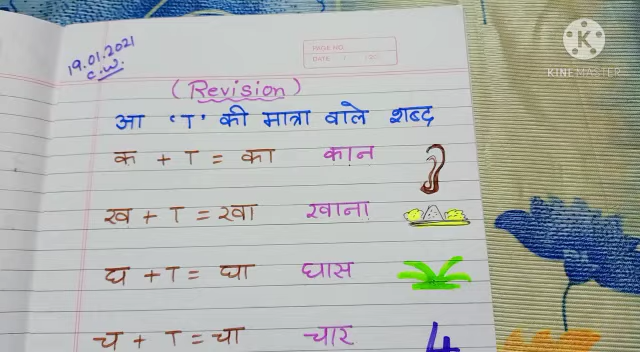 19.01.2021
C.W.
PAGE NO.
DATE
KINEMASTER
(Revision)
आ 'ा' की मात्रा वाले शब्द
क + ा = का कान
ख + ा = खा खाना
घ + ा = घा घास
च + ा = चा चार 4